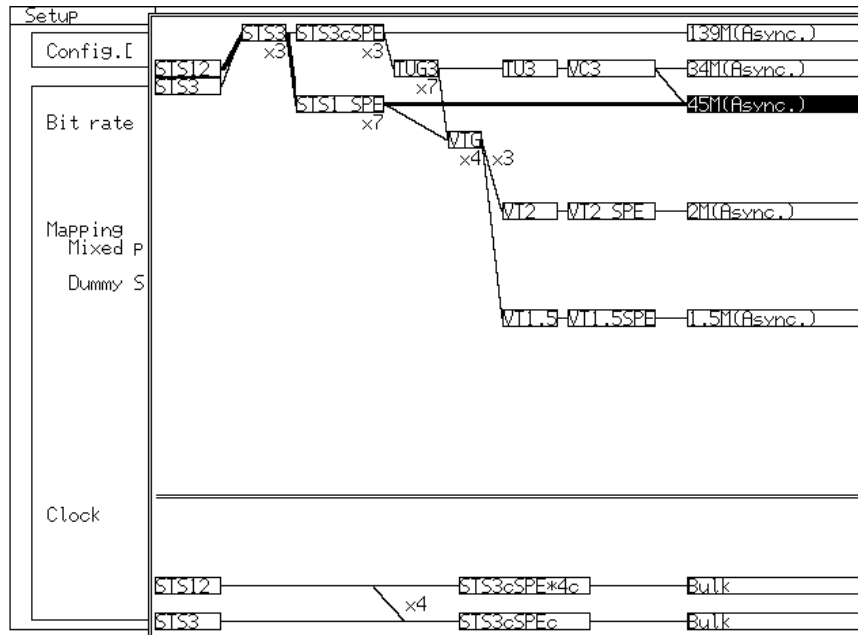 Setup
STS3 STS3cSPE 139M(Async.)
Config.[ x3 x3
STS12 TUG3 TU3 VC3 34M(Async.)
STS3 x7
STS1 SPE 45M(Async.)
Bit rate x7
VTG
x4 x3
VT2 VT2 SPE 2M(Async.)
Mapping
Mixed p
Dummy S
VT1.5 VT1.5SPE 1.5M(Async.)
Clock
STS12 STS3cSPE*4c Bulk
x4
STS3 STS3cSPEc Bulk